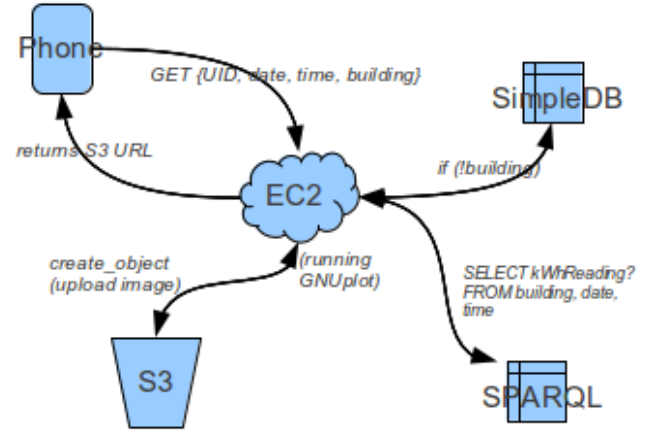 Phone
GET {UID, date, time, building}
SimpleDB
returns S3 URL
if (!building)
EC2
create_object
(upload image)
(running
GNUplot)
SELECT kWhReading?
FROM building, date,
time
S3
SPARQL